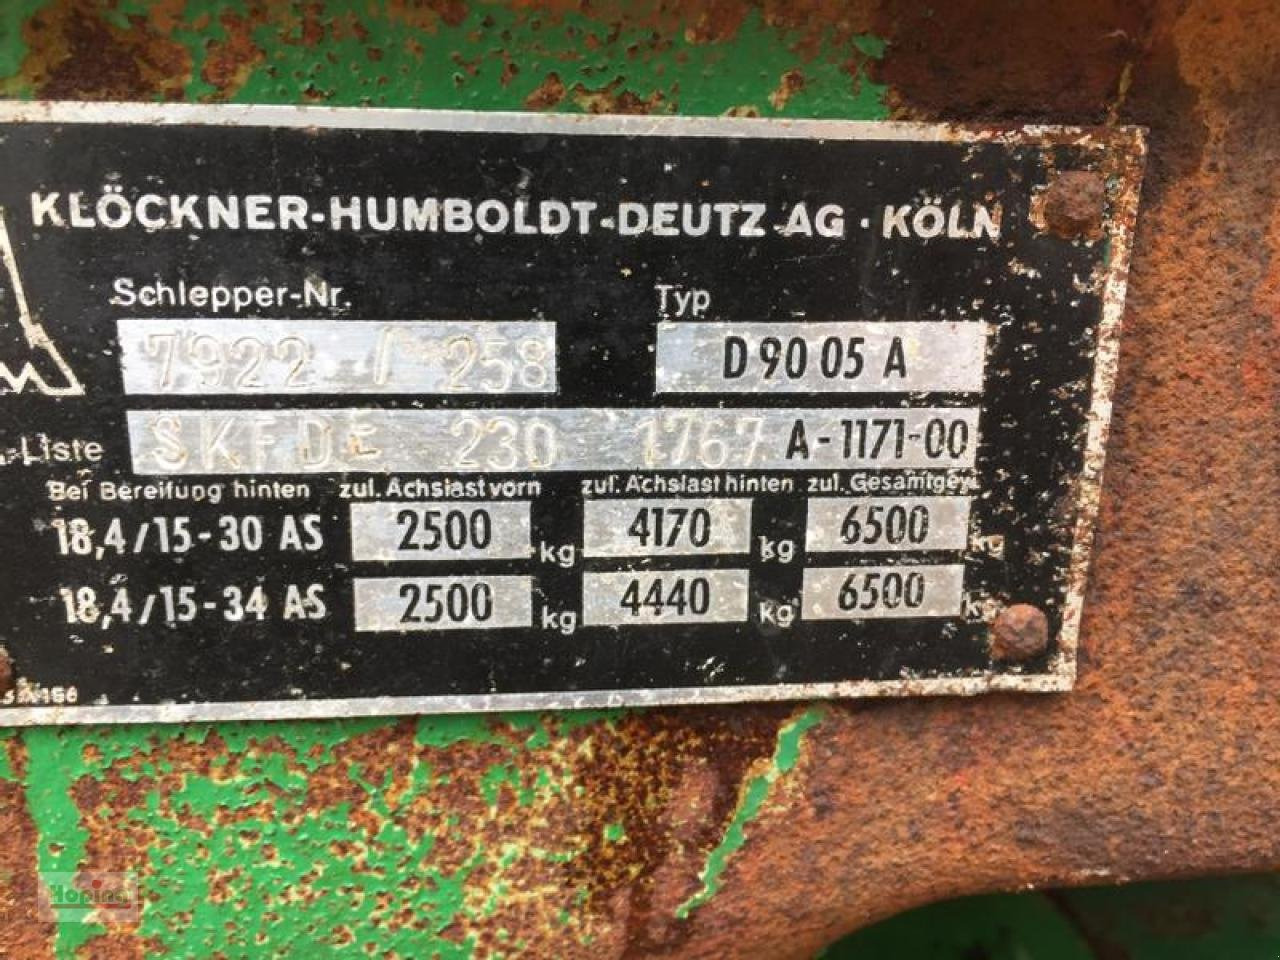 KLÖCKNER-HUMBOLDT-DEUTZ AG · KÖLN
Schlepper-Nr. Typ
7922 / 258 D 90 05 A
Liste SKFDE 230 1767 A-1171-00
Bei Bereifung hinten zul. Achslast vorn zul. Achslast hinten zul. Gesamtgew.
18,4/15-30 AS 2500 kg 4170 kg 6500 kg
18,4/15-34 AS 2500 kg 4440 kg 6500 kg
Hoping